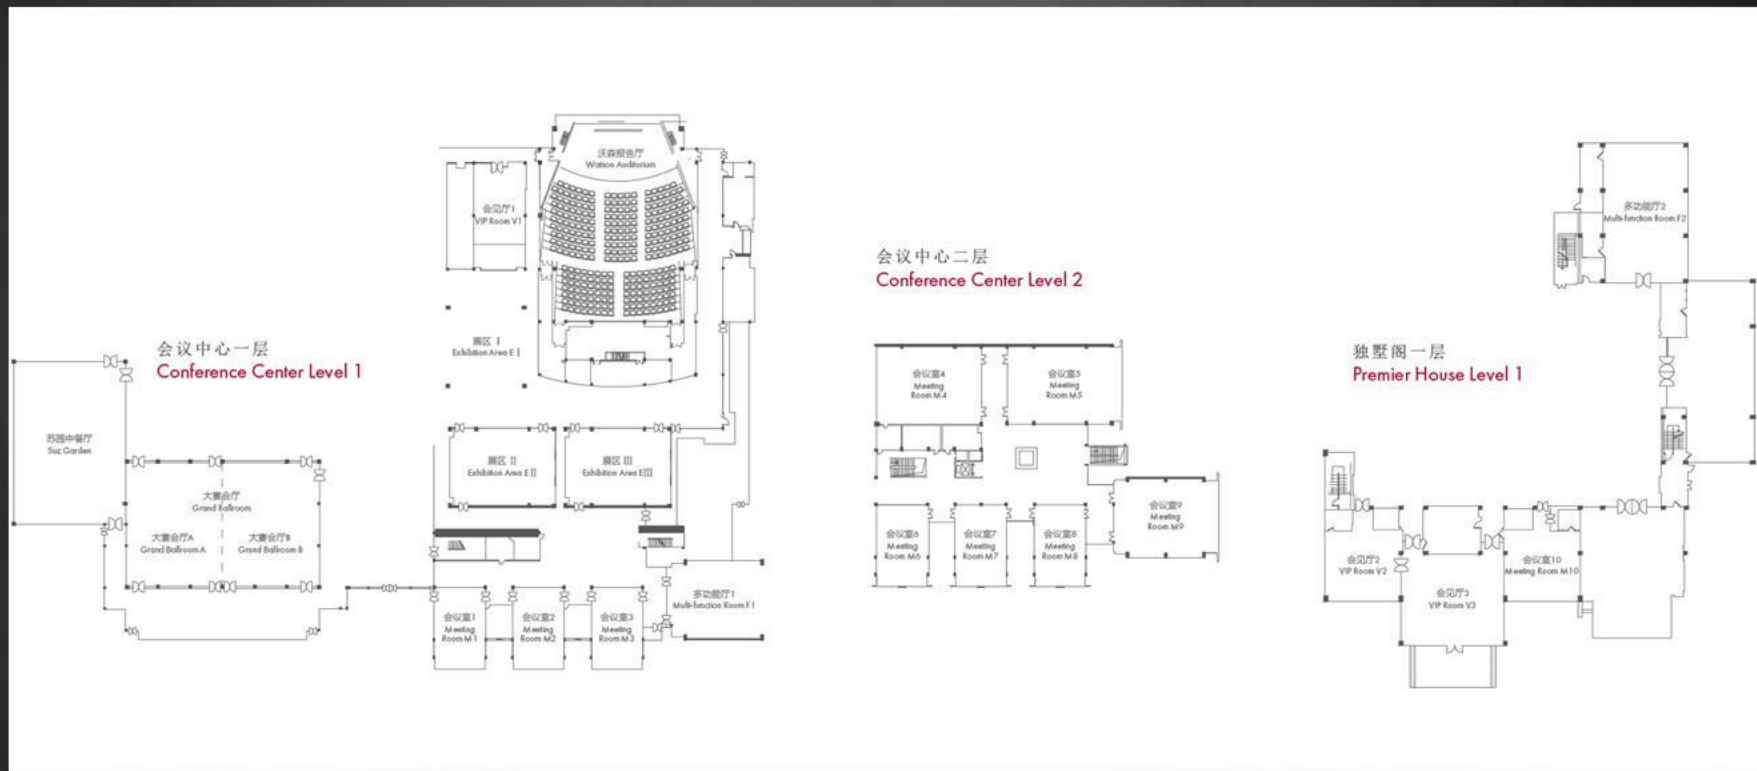 沃森报告厅
Watson Auditorium
会见厅1
VIP Room V1
展区 I
Exhibition Area E I
会议中心一层
Conference Center Level 1
苏园中餐厅
Suz Garden
大宴会厅
Grand Ballroom
大宴会厅A
Grand Ballroom A
大宴会厅B
Grand Ballroom B
展区 II
Exhibition Area E II
展区 III
Exhibition Area EIII
会议室1
Meeting
Room M1
会议室2
Meeting
Room M2
会议室3
Meeting
Room M3
多功能厅1
Multi-function Room F1
会议中心二层
Conference Center Level 2
会议室4
Meeting
Room M4
会议室5
Meeting
Room M5
会议室6
Meeting
Room M6
会议室7
Meeting
Room M7
会议室8
Meeting
Room M8
会议室9
Meeting
Room M9
多功能厅2
Multi-function Room F2
独墅阁一层
Premier House Level 1
会见厅2
VIP Room V2
会见厅3
VIP Room V3
会议室10
Meeting Room M10